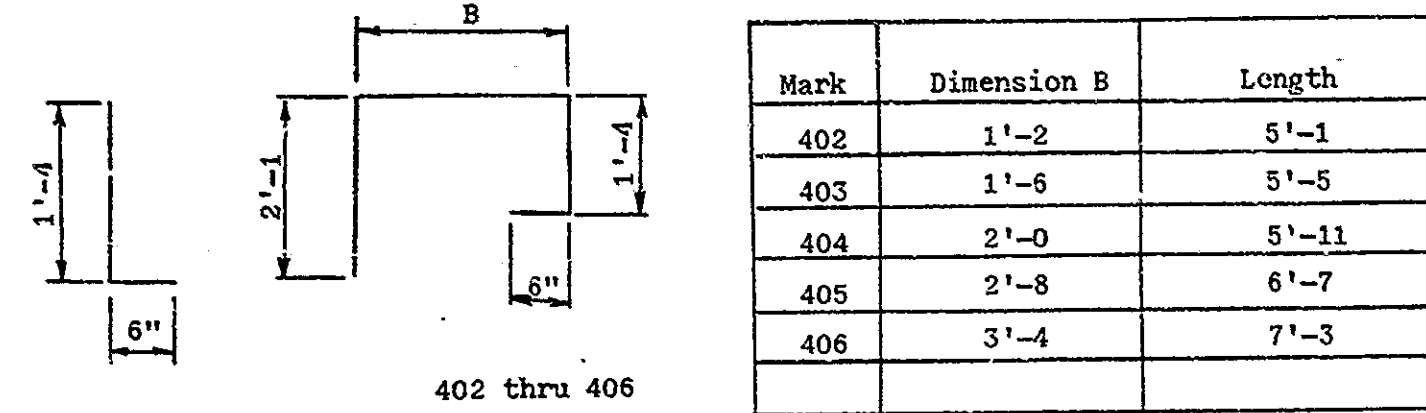 B
1'-4
2'-1
1'-4
6"
6"
402 thru 406
Mark Dimension B Length
402 1'-2 5'-1
403 1'-6 5'-5
404 2'-0 5'-11
405 2'-8 6'-7
406 3'-4 7'-3